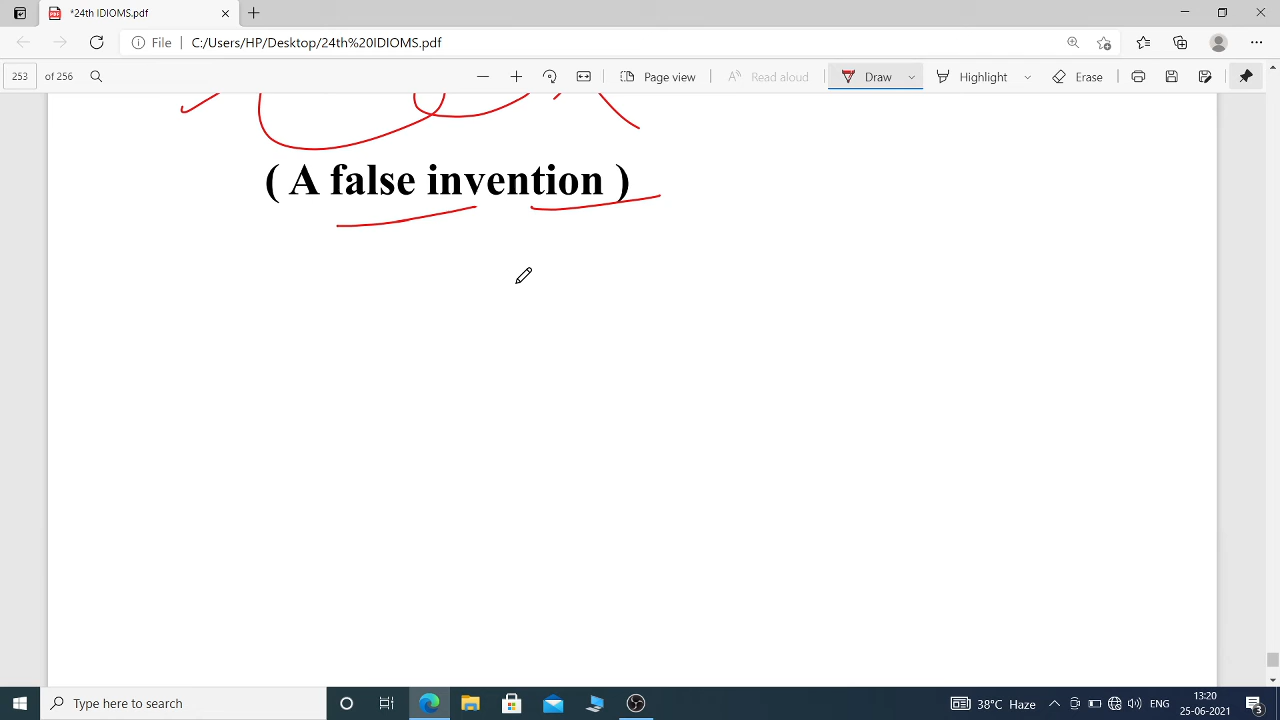 *24th IDIOMS.pdf
File C:/Users/HP/Desktop/24th%20IDIOMS.pdf
253 of 256 Page view Read aloud Draw Highlight Erase
( A false invention )
Type here to search
38°C Haze ENG 13:20
25-06-2021
3